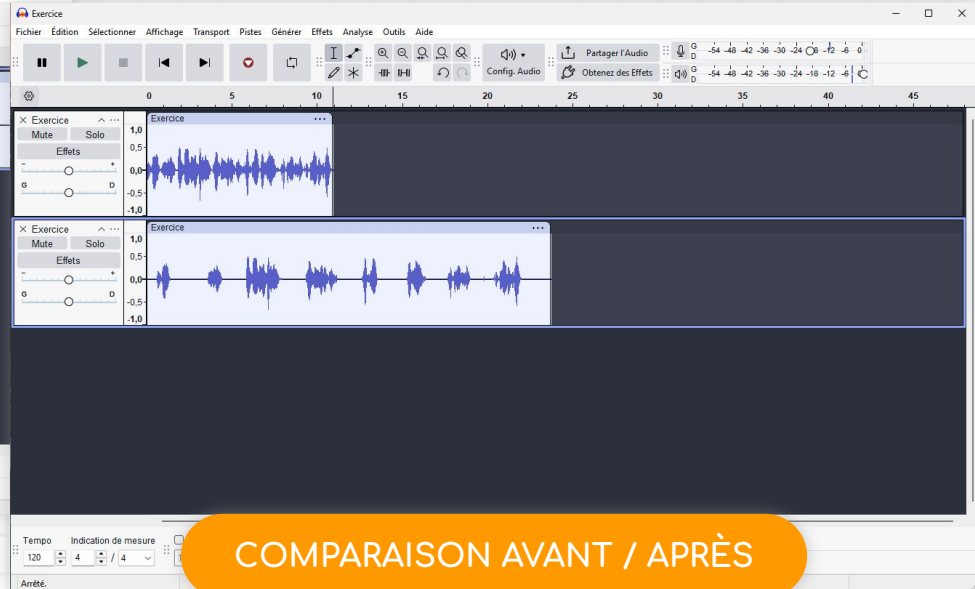 Exercice
Fichier Édition Sélectionner Affichage Transport Pistes Générer Effets Analyse Outils Aide
Config. Audio
Partager l'Audio
Obtenez des Effets
G -54 -48 -42 -36 -30 -24 -12 -6 0
D
G -54 -48 -42 -36 -30 -24 -18 -12 -6 0
D
0 5 10 15 20 25 30 35 40 45
Exercice
Mute Solo
Effets
- +
G D
1,0
0,5
0,0
-0,5
-1,0
Exercice
Exercice
Mute Solo
Effets
- +
G D
1,0
0,5
0,0
-0,5
-1,0
Exercice
Tempo Indication de mesure
120 4 / 4
COMPARAISON AVANT / APRÈS
Arrêté.